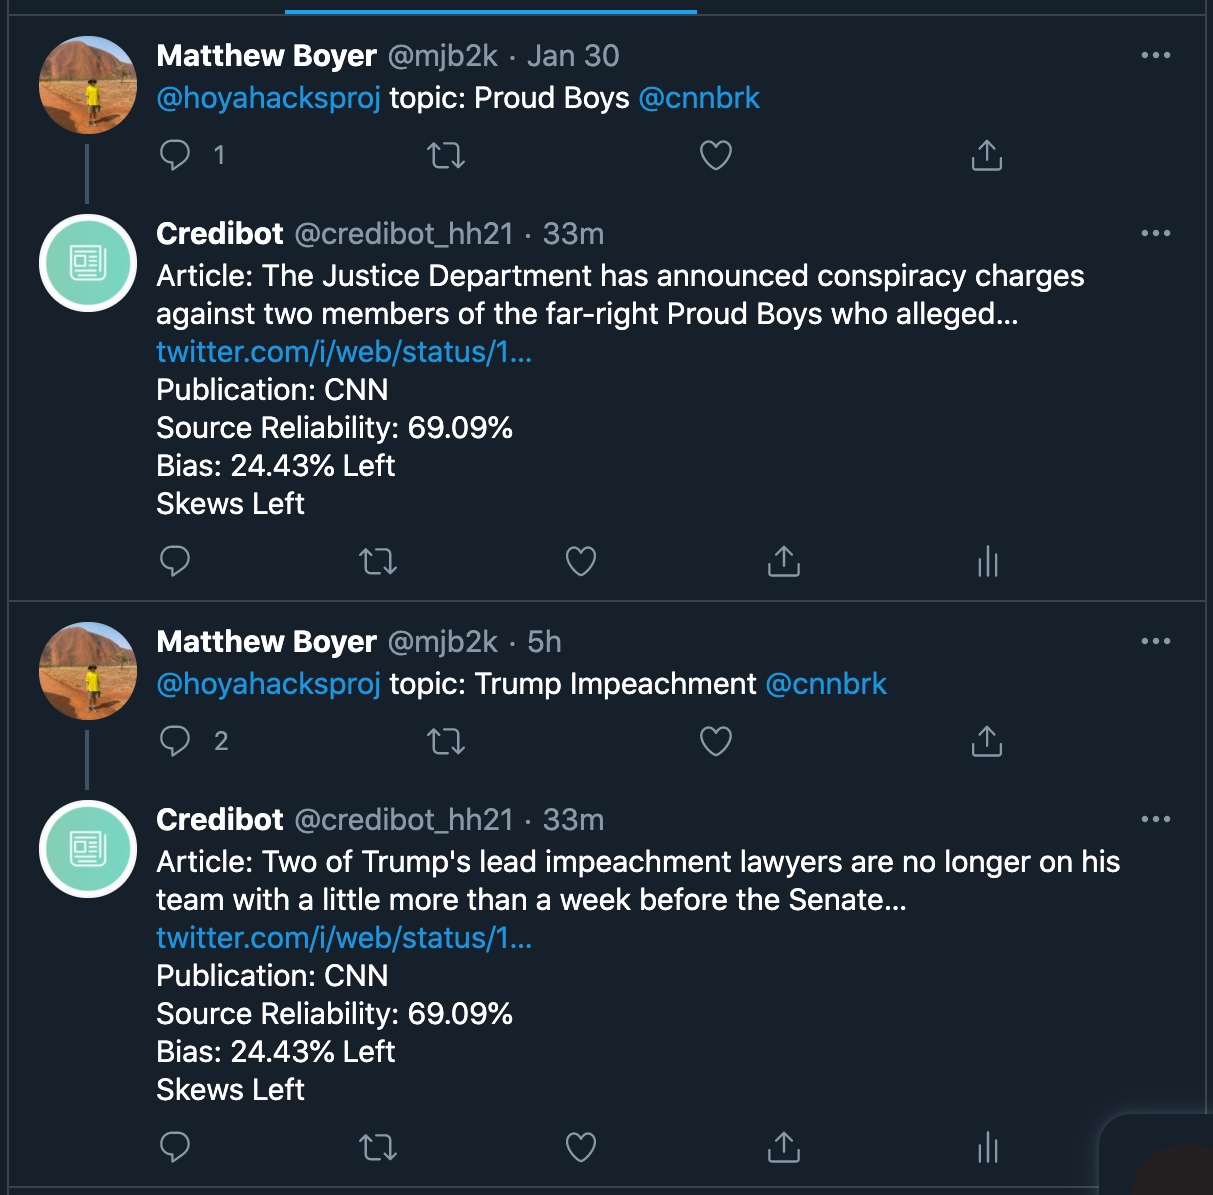 Matthew Boyer @mjb2k · Jan 30
@hoyahacksproj topic: Proud Boys @cnnbrk
1
Credibot @credibot_hh21 · 33m
Article: The Justice Department has announced conspiracy charges
against two members of the far-right Proud Boys who alleged...
twitter.com/i/web/status/1...
Publication: CNN
Source Reliability: 69.09%
Bias: 24.43% Left
Skews Left
Matthew Boyer @mjb2k · 5h
@hoyahacksproj topic: Trump Impeachment @cnnbrk
2
Credibot @credibot_hh21 · 33m
Article: Two of Trump's lead impeachment lawyers are no longer on his
team with a little more than a week before the Senate...
twitter.com/i/web/status/1...
Publication: CNN
Source Reliability: 69.09%
Bias: 24.43% Left
Skews Left